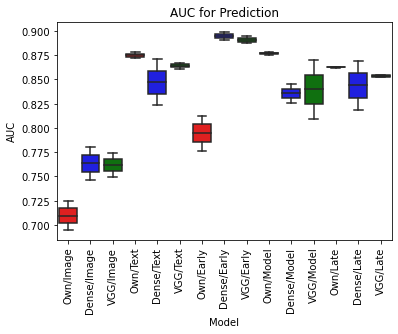 AUC for Prediction
0.900
0.875
0.850
0.825
0.800
0.775
0.750
0.725
0.700
AUC
Own/Image
Dense/Image
VGG/Image
Own/Text
Dense/Text
VGG/Text
Own/Early
Dense/Early
VGG/Early
Own/Model
Dense/Model
VGG/Model
Own/Late
Dense/Late
VGG/Late
Model